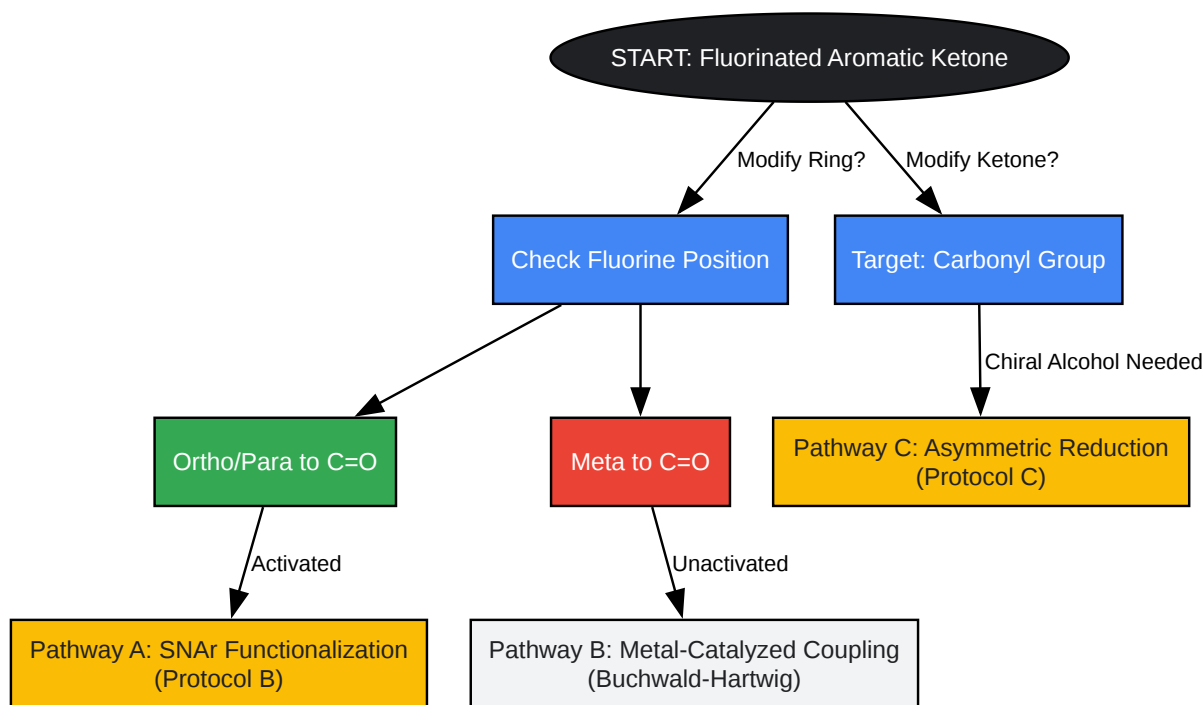 START: Fluorinated Aromatic Ketone
Modify Ring?
Modify Ketone?
Check Fluorine Position
Target: Carbonyl Group
Chiral Alcohol Needed
Ortho/Para to C=O
Meta to C=O
Pathway C: Asymmetric Reduction
(Protocol C)
Activated
Unactivated
Pathway A: SNAr Functionalization
(Protocol B)
Pathway B: Metal-Catalyzed Coupling
(Buchwald-Hartwig)